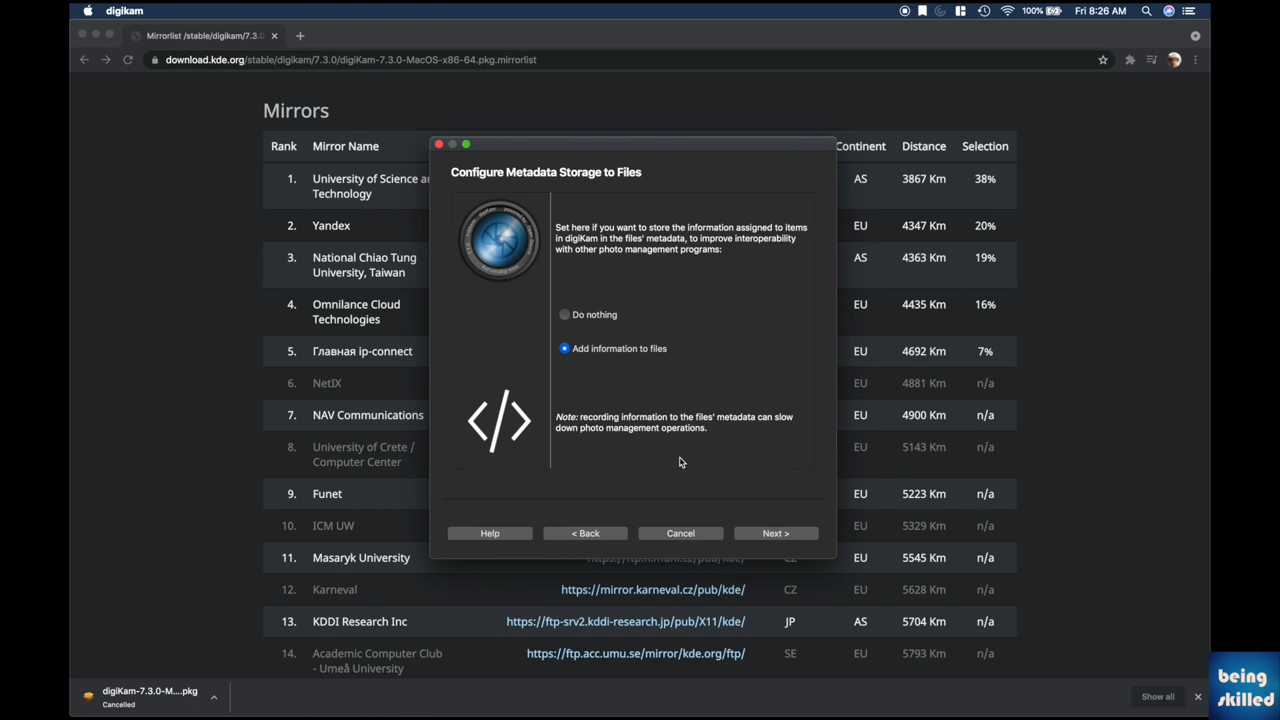 digikam
100%
Fri 8:26 AM
Mirrorlist /stable/digikam/7.3.0
download.kde.org/stable/digikam/7.3.0/digiKam-7.3.0-MacOS-x86-64.pkg.mirrorlist
Mirrors
Rank Mirror Name Continent Distance Selection
1. University of Science an
Technology
AS 3867 Km 38%
2. Yandex EU 4347 Km 20%
3. National Chiao Tung
University, Taiwan
AS 4363 Km 19%
4. Omnilance Cloud
Technologies
EU 4435 Km 16%
5. Главная ip-connect EU 4692 Km 7%
6. NetIX EU 4881 Km n/a
7. NAV Communications EU 4900 Km n/a
8. University of Crete /
Computer Center
EU 5143 Km n/a
9. Funet EU 5223 Km n/a
10. ICM UW EU 5329 Km n/a
11. Masaryk University https://ftp.fi.muni.cz/pub/kde/ CZ EU 5545 Km n/a
12. Karneval https://mirror.karneval.cz/pub/kde/ CZ EU 5628 Km n/a
13. KDDI Research Inc https://ftp-srv2.kddi-research.jp/pub/X11/kde/ JP AS 5704 Km n/a
14. Academic Computer Club
- Umeå University
https://ftp.acc.umu.se/mirror/kde.org/ftp/ SE EU 5793 Km n/a
Configure Metadata Storage to Files
digiKam
Set here if you want to store the information assigned to items
in digiKam in the files' metadata, to improve interoperability
with other photo management programs:
Do nothing
Add information to files
</>
Note: recording information to the files' metadata can slow
down photo management operations.
Help
< Back
Cancel
Next >
digiKam-7.3.0-M....pkg
Cancelled
Show all
being
skilled